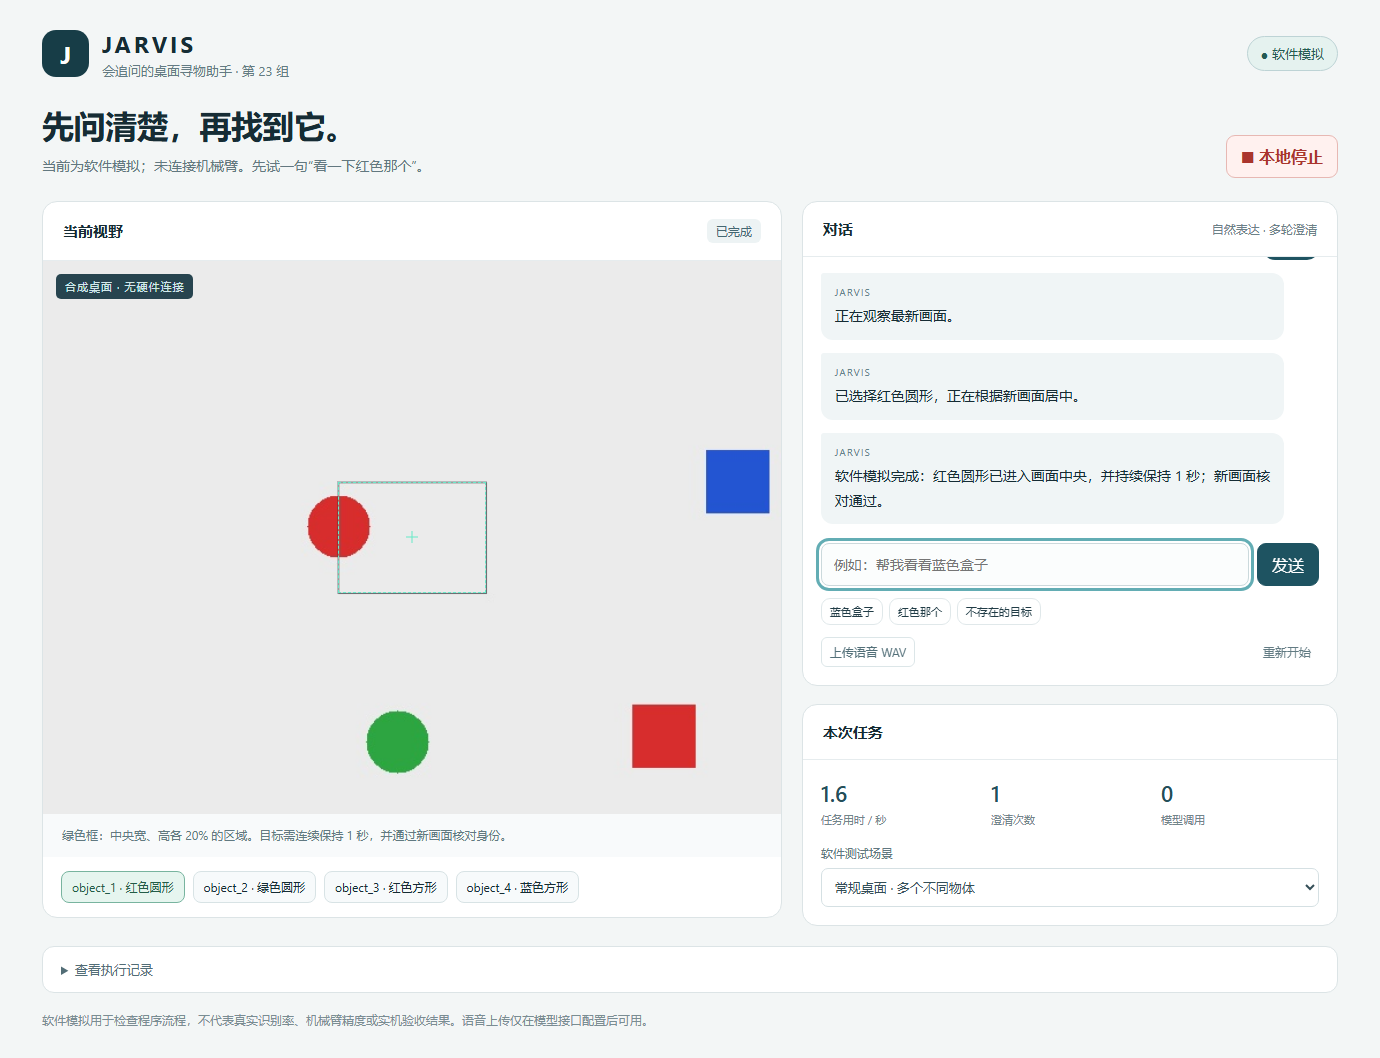 J
JARVIS
会追问的桌面寻物助手 · 第 23 组
● 软件模拟
先问清楚，再找到它。
当前为软件模拟；未连接机械臂。先试一句“看一下红色那个”。
■ 本地停止
当前视野
已完成
合成桌面 · 无硬件连接
绿色框：中央宽、高各 20% 的区域。目标需连续保持 1 秒，并通过新画面核对身份。
object_1 · 红色圆形
object_2 · 绿色圆形
object_3 · 红色方形
object_4 · 蓝色方形
对话
自然表达 · 多轮澄清
JARVIS
正在观察最新画面。
JARVIS
已选择红色圆形，正在根据新画面居中。
JARVIS
软件模拟完成：红色圆形已进入画面中央，并持续保持 1 秒；新画面核
对通过。
例如：帮我看看蓝色盒子
发送
蓝色盒子
红色那个
不存在的目标
上传语音 WAV
重新开始
本次任务
1.6
任务用时 / 秒
1
澄清次数
0
模型调用
软件测试场景
常规桌面 · 多个不同物体
▶ 查看执行记录
软件模拟用于检查程序流程，不代表真实识别率、机械臂精度或实机验收结果。语音上传仅在模型接口配置后可用。